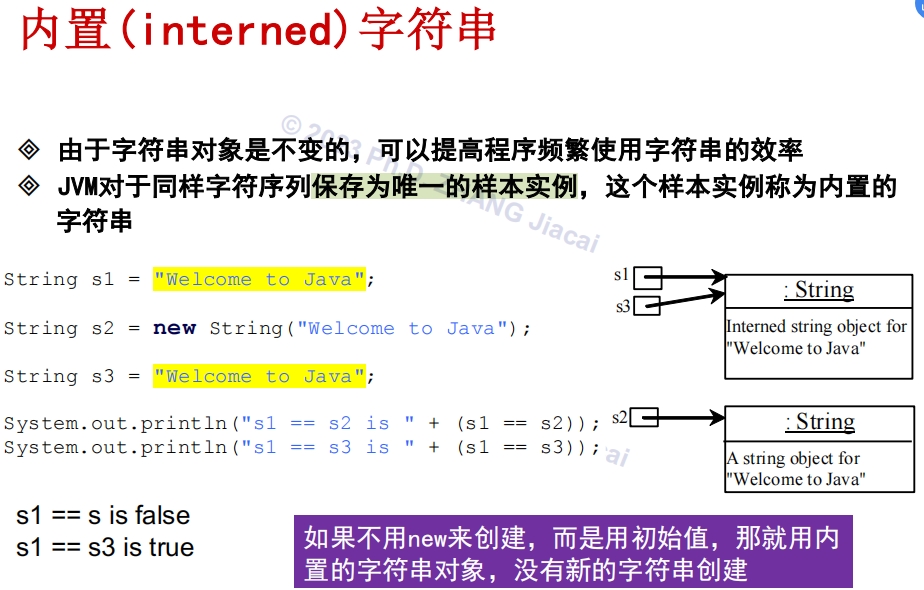 内置(interned)字符串
© 2023 Ph.D. ZHANG Jiacai
由于字符串对象是不变的，可以提高程序频繁使用字符串的效率
JVM对于同样字符序列保存为唯一的样本实例，这个样本实例称为内置的
字符串
String s1 = "Welcome to Java";
String s2 = new String("Welcome to Java");
String s3 = "Welcome to Java";
System.out.println("s1 == s2 is " + (s1 == s2));
System.out.println("s1 == s3 is " + (s1 == s3));
s1
s3
: String
Interned string object for
"Welcome to Java"
s2
: String
A string object for
"Welcome to Java"
ai
s1 == s is false
s1 == s3 is true
如果不用new来创建，而是用初始值，那就用内
置的字符串对象，没有新的字符串创建